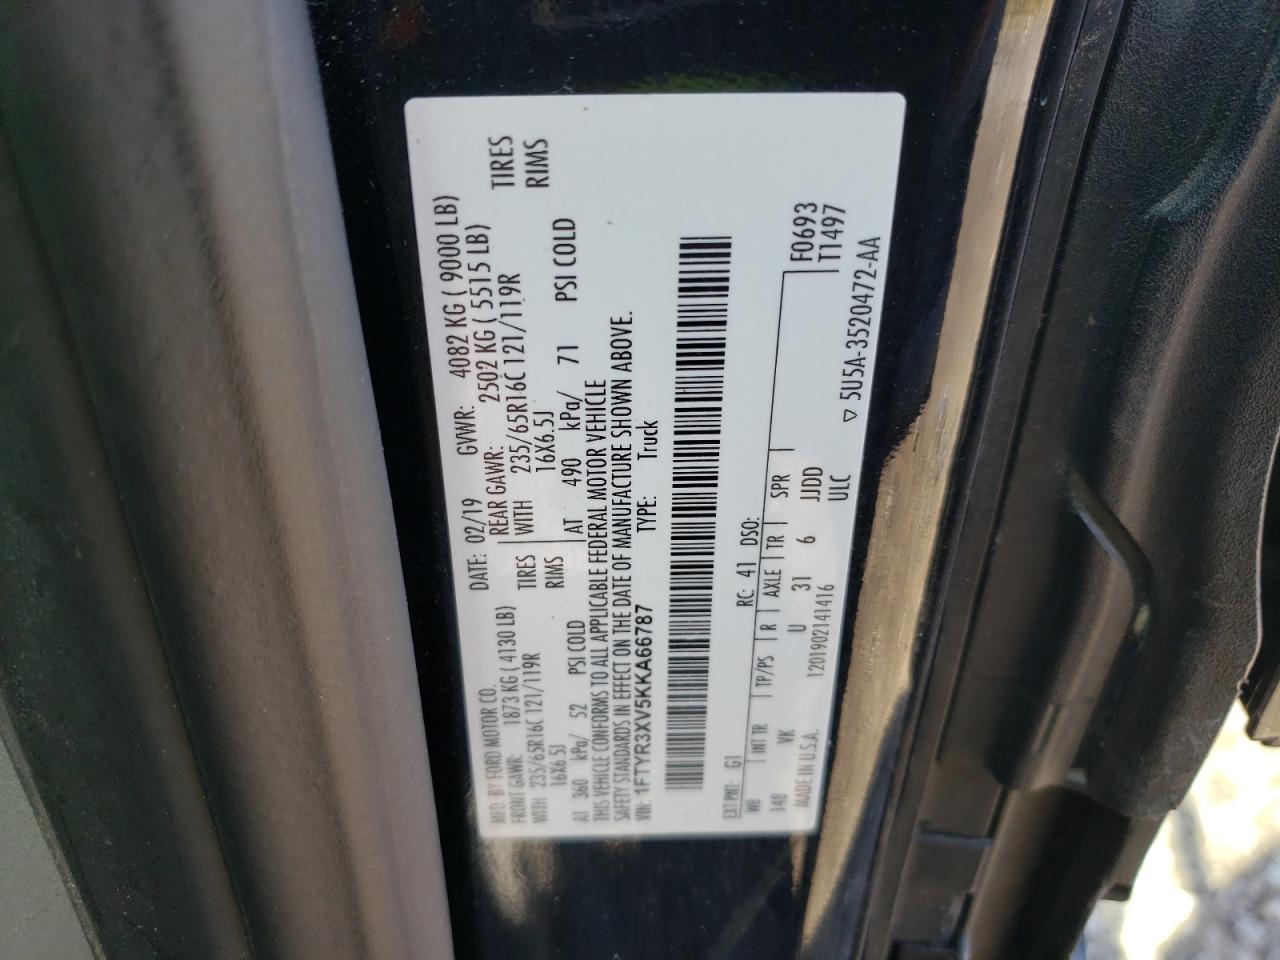 MFD. BY FORD MOTOR CO.
DATE: 02/19 GVWR: 4082 KG ( 9000 LB)
FRONT GAWR: 1873 KG ( 4130 LB) REAR GAWR: 2502 KG ( 5515 LB)
WITH 235/65R16C 121/119R TIRES WITH 235/65R16C 121/119R TIRES
16X6.5J RIMS 16X6.5J RIMS
AT 360 kPa/ 52 PSI COLD AT 490 kPa/ 71 PSI COLD
THIS VEHICLE CONFORMS TO ALL APPLICABLE FEDERAL MOTOR VEHICLE
SAFETY STANDARDS IN EFFECT ON THE DATE OF MANUFACTURE SHOWN ABOVE.
VIN: 1FTYR3XV5KKA66787 TYPE: Truck
EXT PNT: G1 RC: 41 DSO: F0693
WB INT TR TP/PS R AXLE TR SPR T1497
148 VK U 31 6 JJDD
MADE IN U.S.A. 1201902141416 ULC
▽ 5U5A-3520472-AA